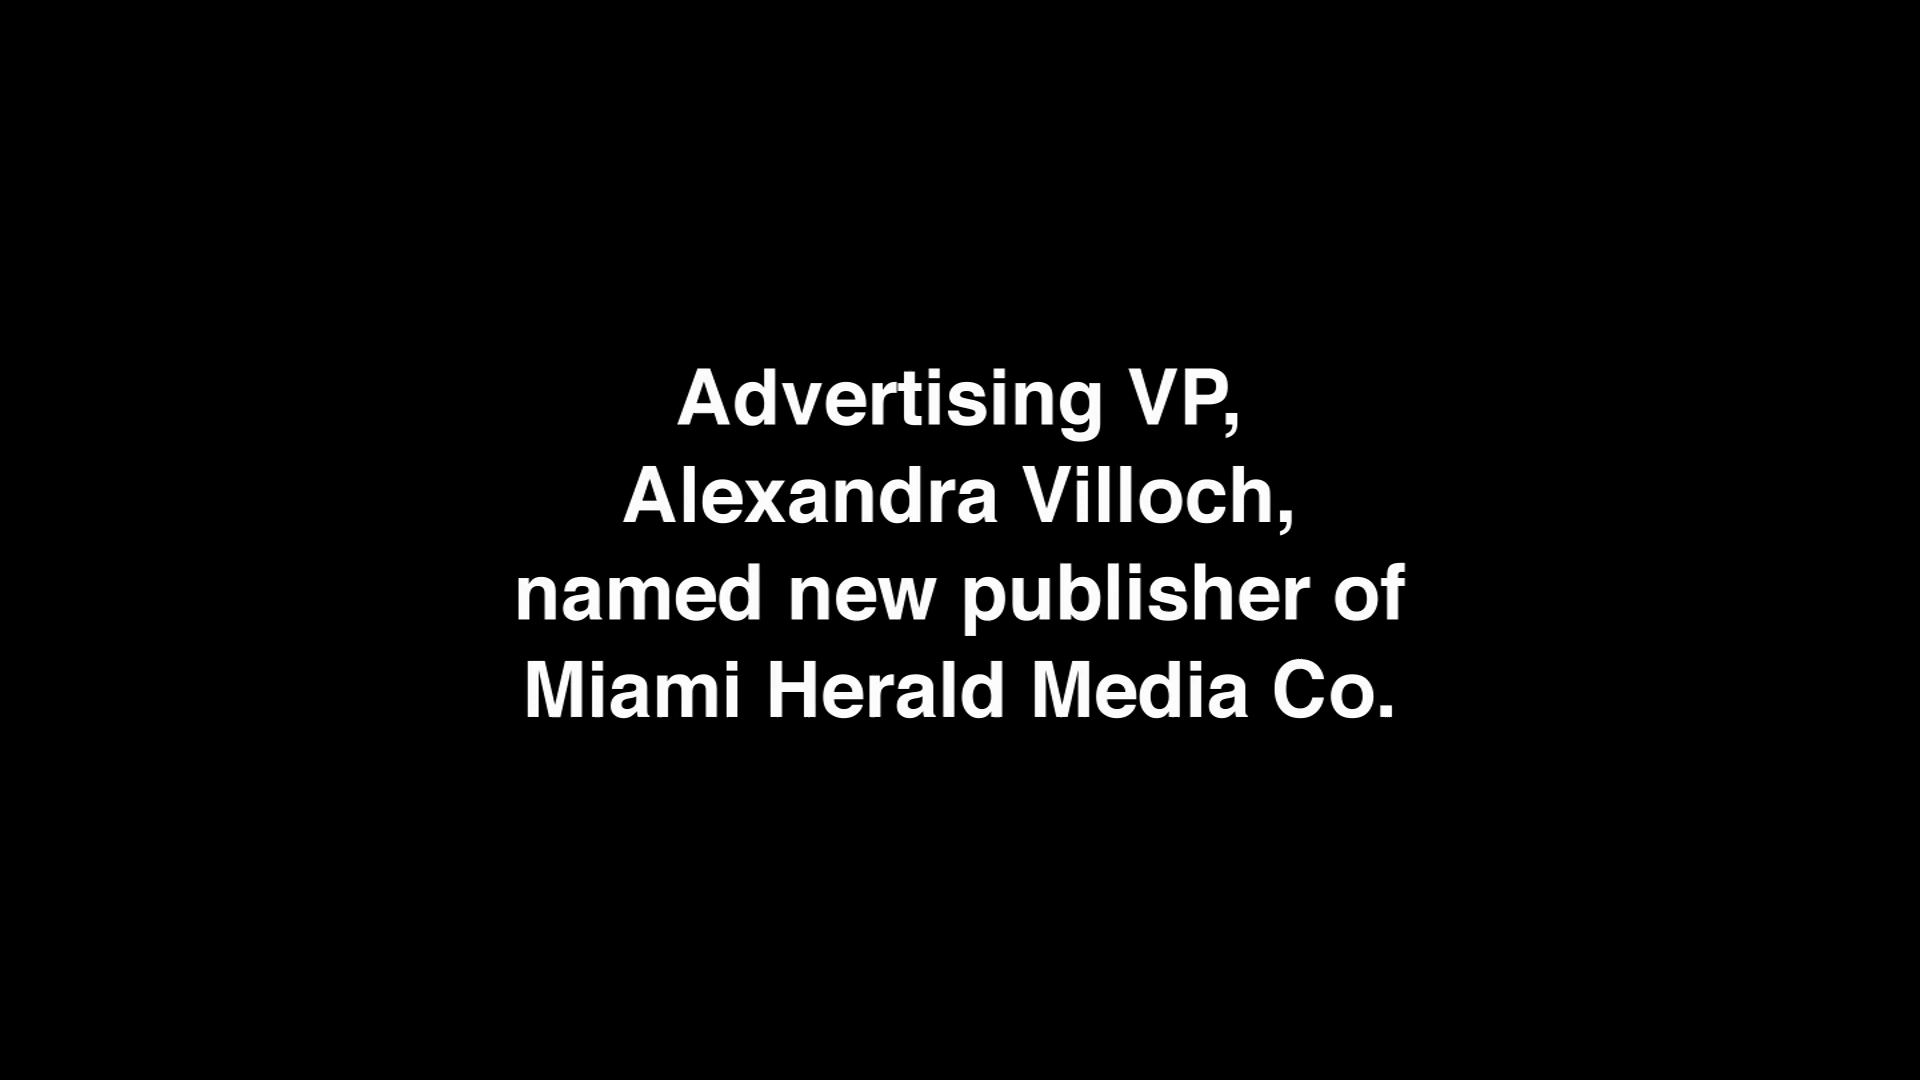 Advertising VP,
Alexandra Villoch,
named new publisher of
Miami Herald Media Co.